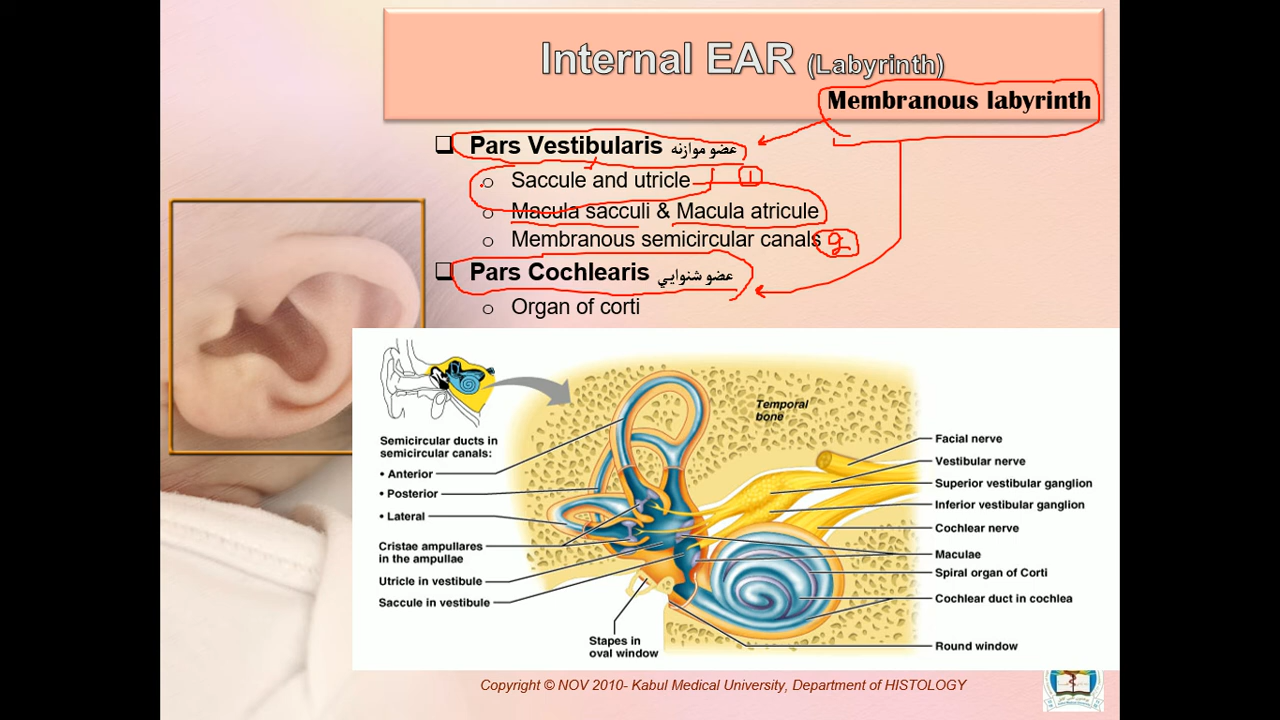 Internal EAR (Labyrinth)
Membranous labyrinth
Pars Vestibularis عضو موازنه
Saccule and utricle 1
Macula sacculi & Macula atricule
Membranous semicircular canals 2
Pars Cochlearis عضو شنوايي
Organ of corti
Temporal
bone
Semicircular ducts in
semicircular canals:
• Anterior
• Posterior
• Lateral
Cristae ampullares
in the ampullae
Utricle in vestibule
Saccule in vestibule
Stapes in
oval window
Facial nerve
Vestibular nerve
Superior vestibular ganglion
Inferior vestibular ganglion
Cochlear nerve
Maculae
Spiral organ of Corti
Cochlear duct in cochlea
Round window
Copyright © NOV 2010- Kabul Medical University, Department of HISTOLOGY